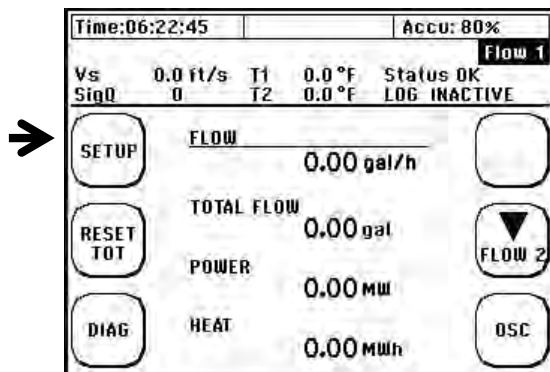 Time:06:22:45 Accu: 80%
Flow 1
Vs 0.0 ft/s T1 0.0 °F Status OK
SigQ 0 T2 0.0 °F LOG INACTIVE
SETUP
FLOW
0.00 gal/h
TOTAL FLOW
0.00 gal
RESET
TOT
FLOW 2
POWER
0.00 MW
DIAG
HEAT
0.00 MWh
OSC